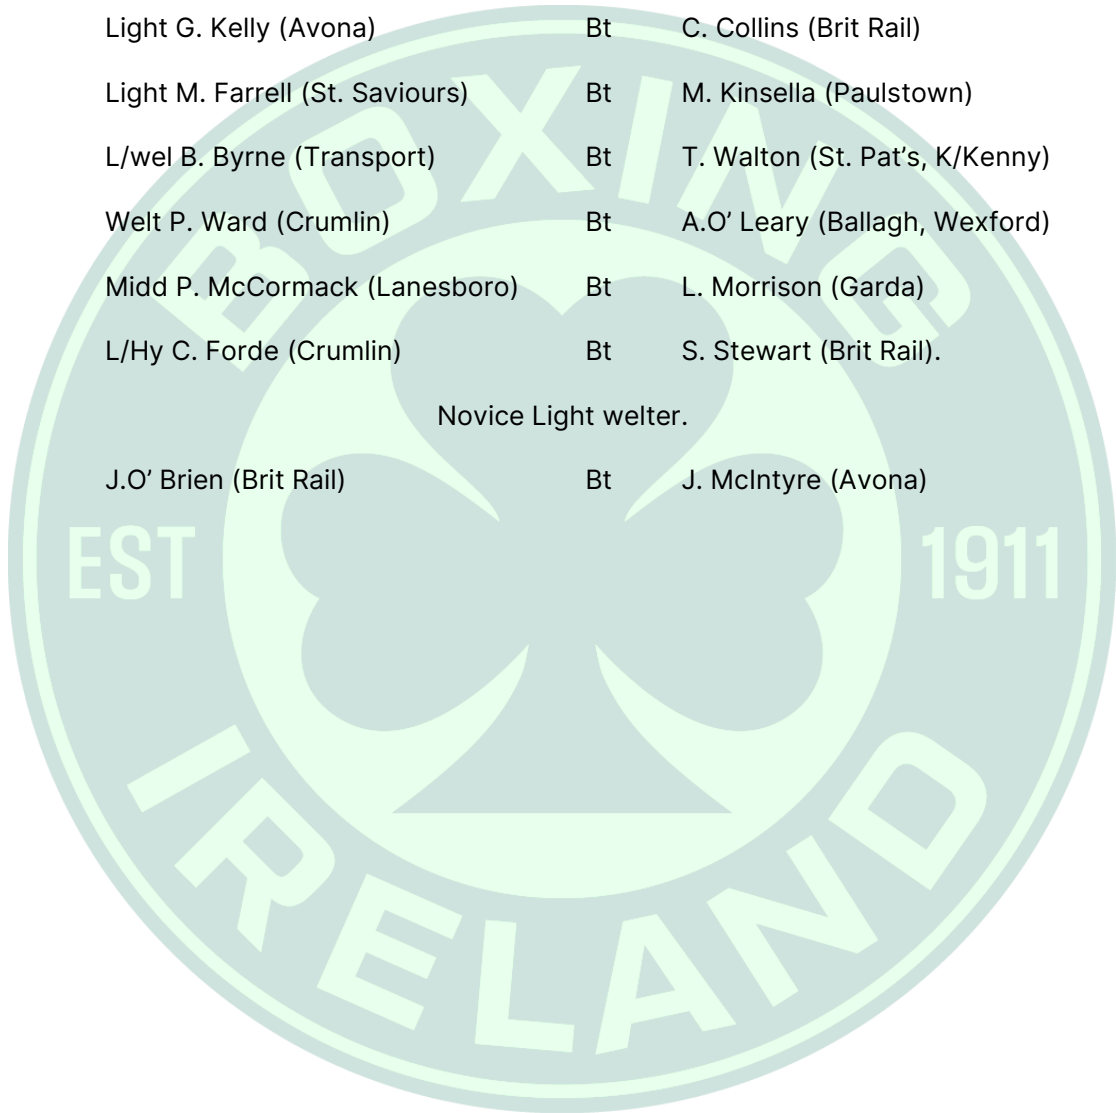 Light G. Kelly (Avona) Bt C. Collins (Brit Rail)
Light M. Farrell (St. Saviours) Bt M. Kinsella (Paulstown)
L/wel B. Byrne (Transport) Bt T. Walton (St. Pat’s, K/Kenny)
Welt P. Ward (Crumlin) Bt A.O’ Leary (Ballagh, Wexford)
Midd P. McCormack (Lanesboro) Bt L. Morrison (Garda)
L/Hy C. Forde (Crumlin) Bt S. Stewart (Brit Rail).
Novice Light welter.
J.O’ Brien (Brit Rail) Bt J. McIntyre (Avona)
BOXING
EST 1911
IRELAND